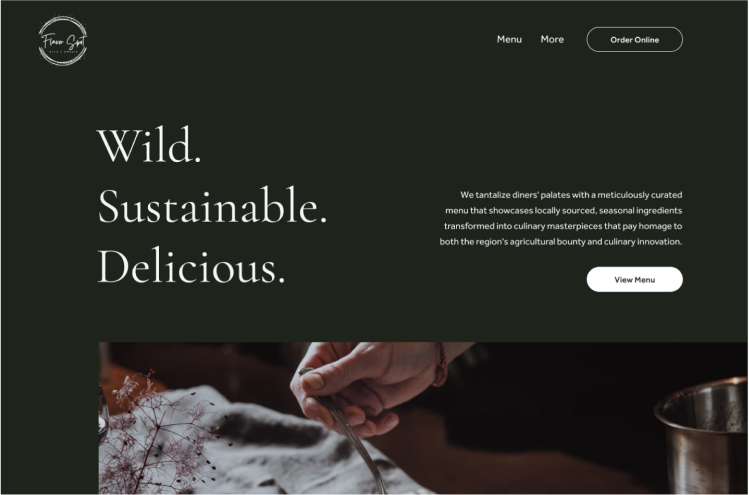 Flavor Spot
Menu
More
Order Online
Wild.
Sustainable.
Delicious.
We tantalize diners' palates with a meticulously curated
menu that showcases locally sourced, seasonal ingredients
transformed into culinary masterpieces that pay homage to
both the region's agricultural bounty and culinary innovation.
View Menu